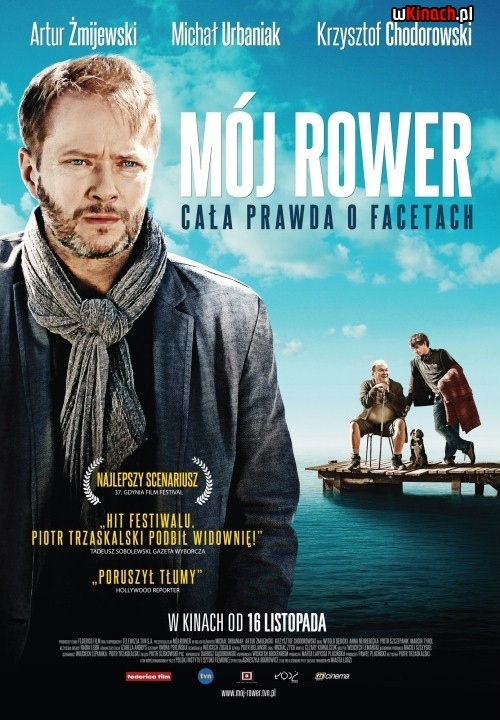 wKinach.pl
Artur Żmijewski Michał Urbaniak Krzysztof Chodorowski
MÓJ ROWER
CAŁA PRAWDA O FACETACH
NAJLEPSZY SCENARIUSZ
37. GDYNIA FILM FESTIVAL
„HIT FESTIWALU.
PIOTR TRZASKALSKI PODBIŁ WIDOWNIĘ!”
TADEUSZ SOBOLEWSKI, GAZETA WYBORCZA
„PORUSZYŁ TŁUMY”
HOLLYWOOD REPORTER
W KINACH OD 16 LISTOPADA
federico film tvn cinema
www.moj-rower.tvn.pl